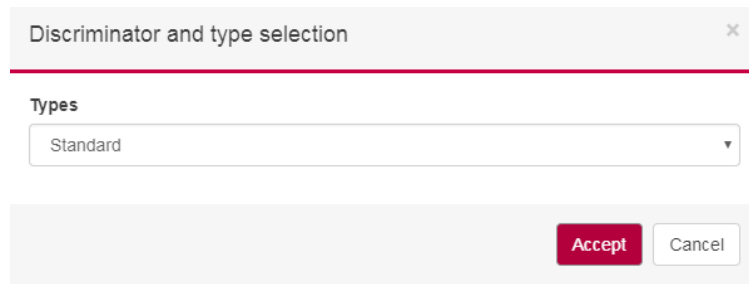 Discriminator and type selection ×
Types
Standard
Accept Cancel